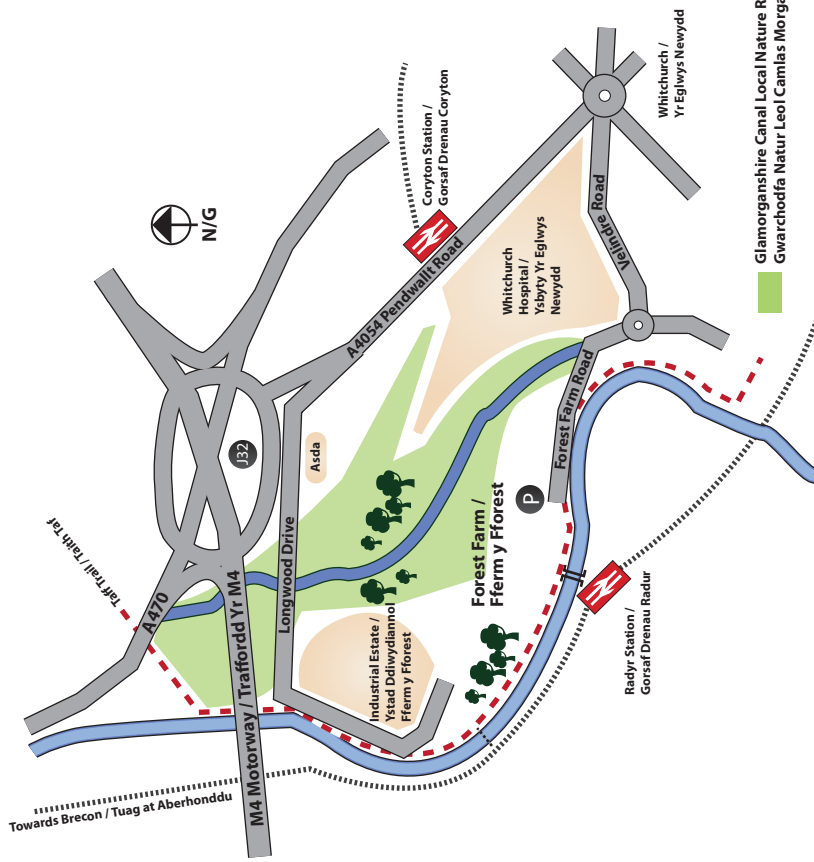 Glamorganshire Canal Local Nature R
Gwarchodfa Natur Leol Camlas Morga
N/G
Coryton Station /
Gorsaf Drenau Coryton
Whitchurch /
Yr Eglwys Newydd
A4054 Pendwallt Road
Velindre Road
Whitchurch
Hospital /
Ysbyty Yr Eglwys
Newydd
J32
Asda
Forest Farm Road
P
Taff Trail / Taith Taf
A470
Longwood Drive
M4 Motorway / Traffordd Yr M4
Forest Farm /
Fferm y Fforest
Industrial Estate /
Ystad Ddiwydiannol
Fferm y Fforest
Radyr Station /
Gorsaf Drenau Radur
Towards Brecon / Tuag at Aberhonddu